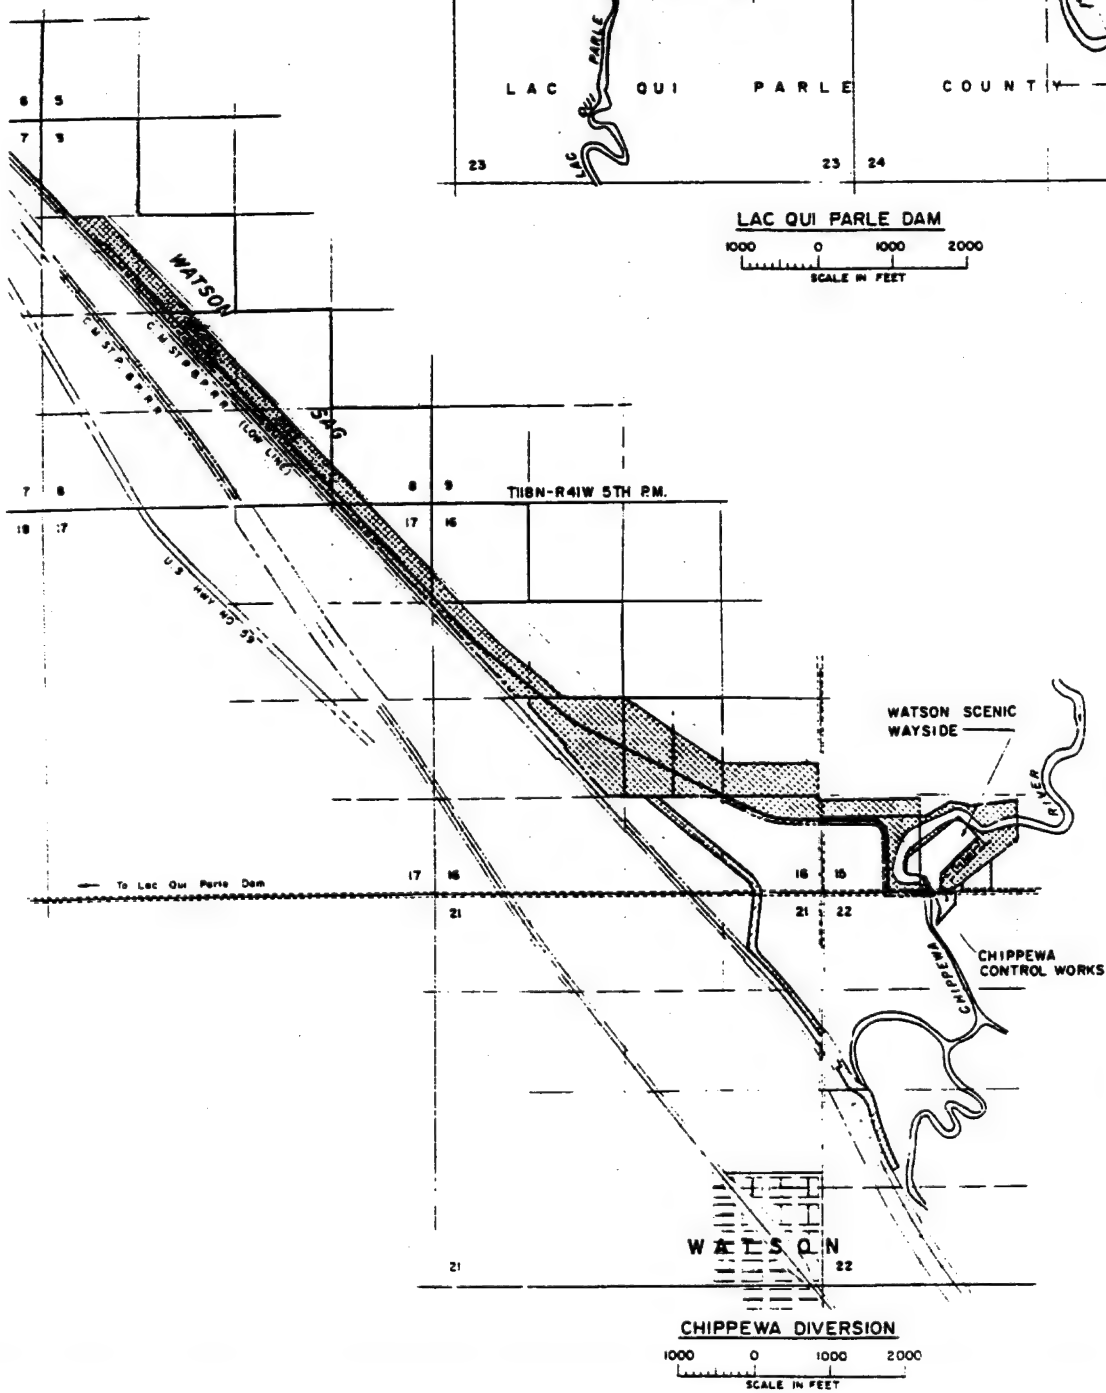 PARLE
LAC QUI PARLE COUNTY
LAC
23
23 24
LAC QUI PARLE DAM
1000 0 1000 2000
SCALE IN FEET
6 5
7
WATSON
C. M. ST. P. & P. R. R.
C. M. ST. P. & P. R. R.
(LOW LINE)
SAG
7 8
8 9
T118N-R41W 5TH P.M.
18 17
17 16
U.S. HWY NO 59
WATSON SCENIC
WAYSIDE
RIVER
← To Lac Qui Parle Dam
17 16
16 15
21
21 22
CHIPPEWA
CHIPPEWA
CONTROL WORKS
WATSON
21
22
CHIPPEWA DIVERSION
1000 0 1000 2000
SCALE IN FEET